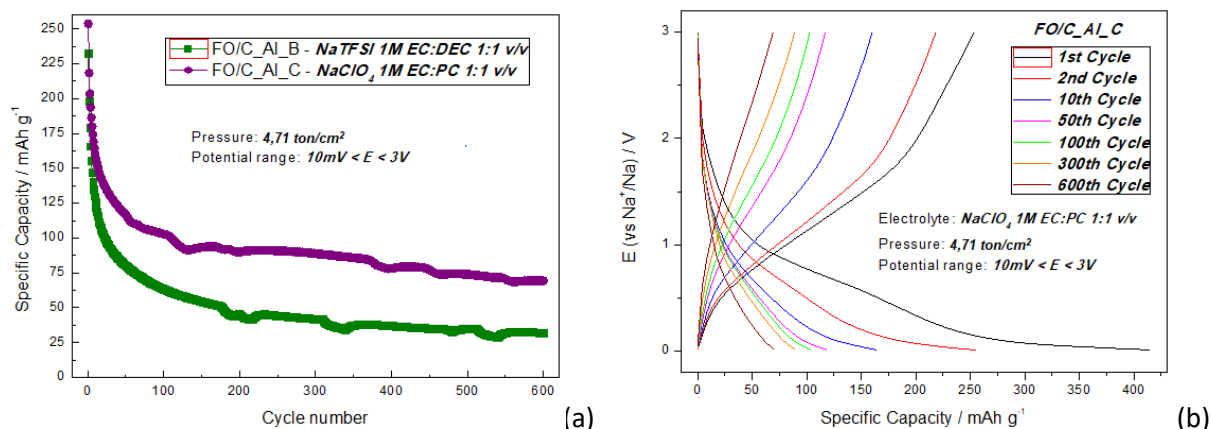 250
225
200
175
150
125
100
75
50
25
0
Specific Capacity / mAh g⁻¹
FO/C_Al_B - NaTFSI 1M EC:DEC 1:1 v/v
FO/C_Al_C - NaClO₄ 1M EC:PC 1:1 v/v
Pressure: 4,71 ton/cm²
Potential range: 10mV < E < 3V
0 100 200 300 400 500 600
Cycle number
(a)
3
2
1
0
E (vs Na⁺/Na) / V
FO/C_Al_C
1st Cycle
2nd Cycle
10th Cycle
50th Cycle
100th Cycle
300th Cycle
600th Cycle
Electrolyte: NaClO₄ 1M EC:PC 1:1 v/v
Pressure: 4,71 ton/cm²
Potential range: 10mV < E < 3V
0 50 100 150 200 250 300 350 400
Specific Capacity / mAh g⁻¹
(b)